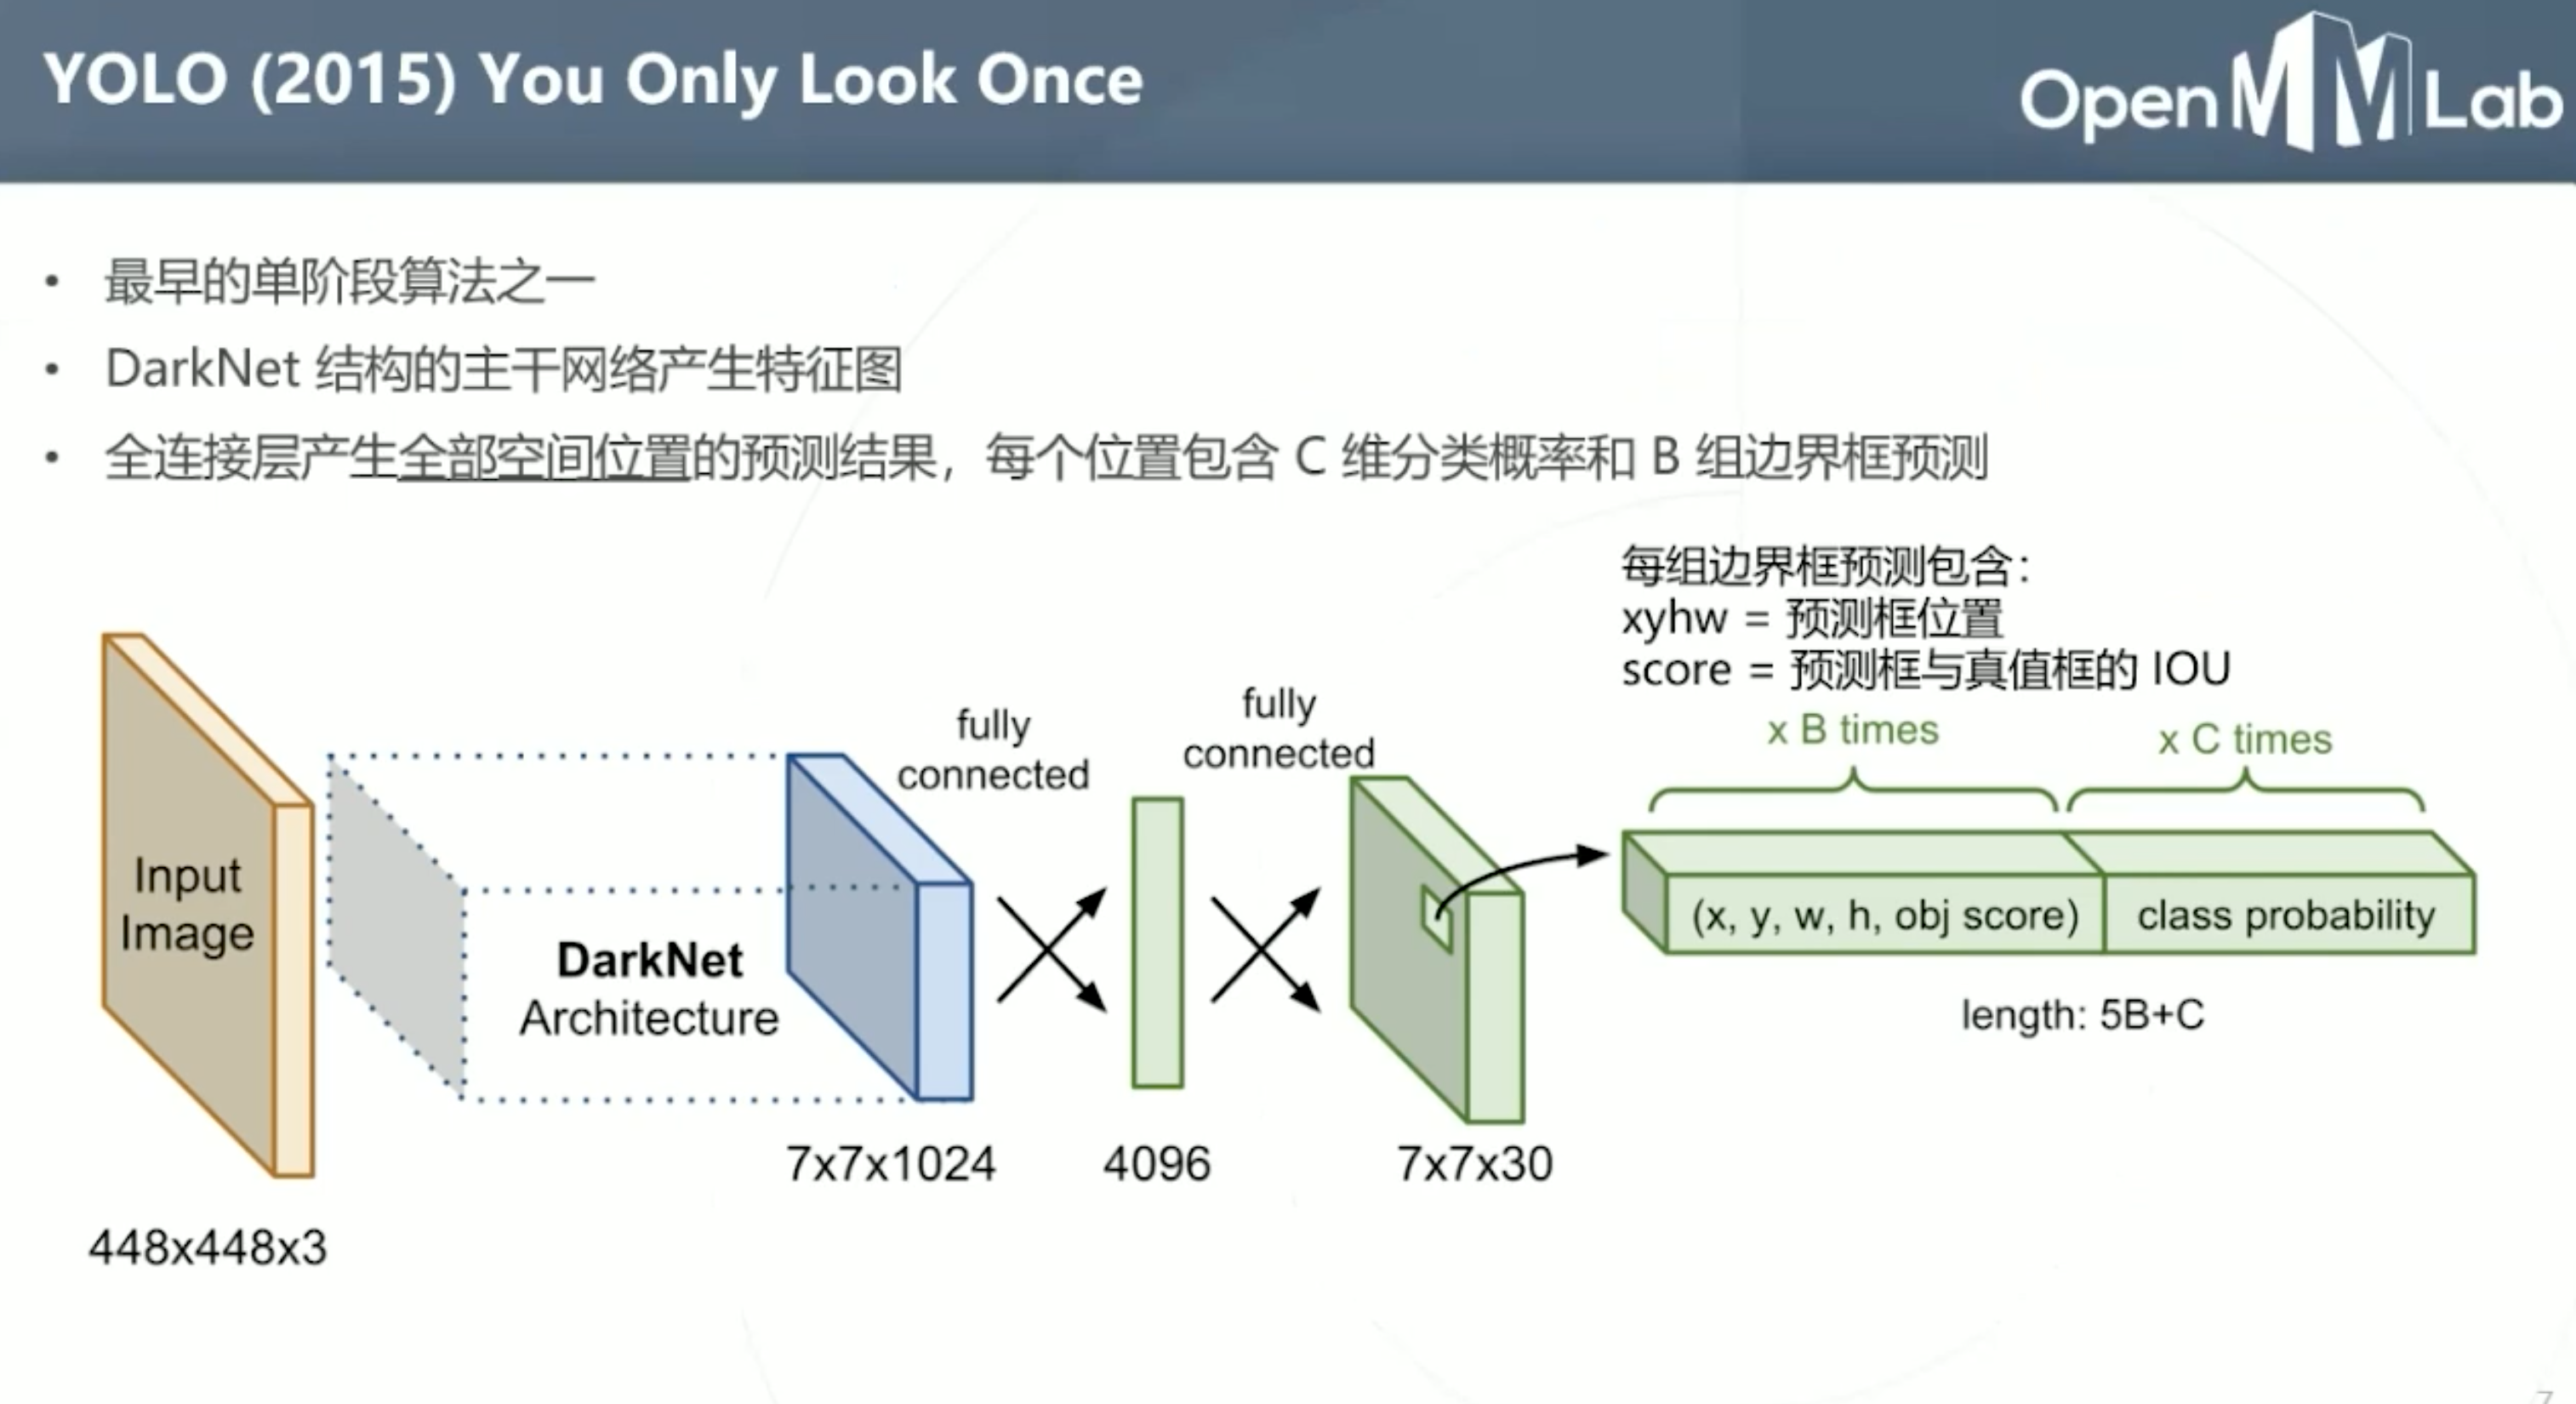 YOLO (2015) You Only Look Once
OpenMMLab
• 最早的单阶段算法之一
• DarkNet 结构的主干网络产生特征图
• 全连接层产生全部空间位置的预测结果，每个位置包含 C 维分类概率和 B 组边界框预测
每组边界框预测包含：
xyhw = 预测框位置
score = 预测框与真值框的 IOU
fully
connected
fully
connected
x B times
x C times
Input
Image
DarkNet
Architecture
(x, y, w, h, obj score)
class probability
length: 5B+C
7x7x1024
4096
7x7x30
448x448x3
7